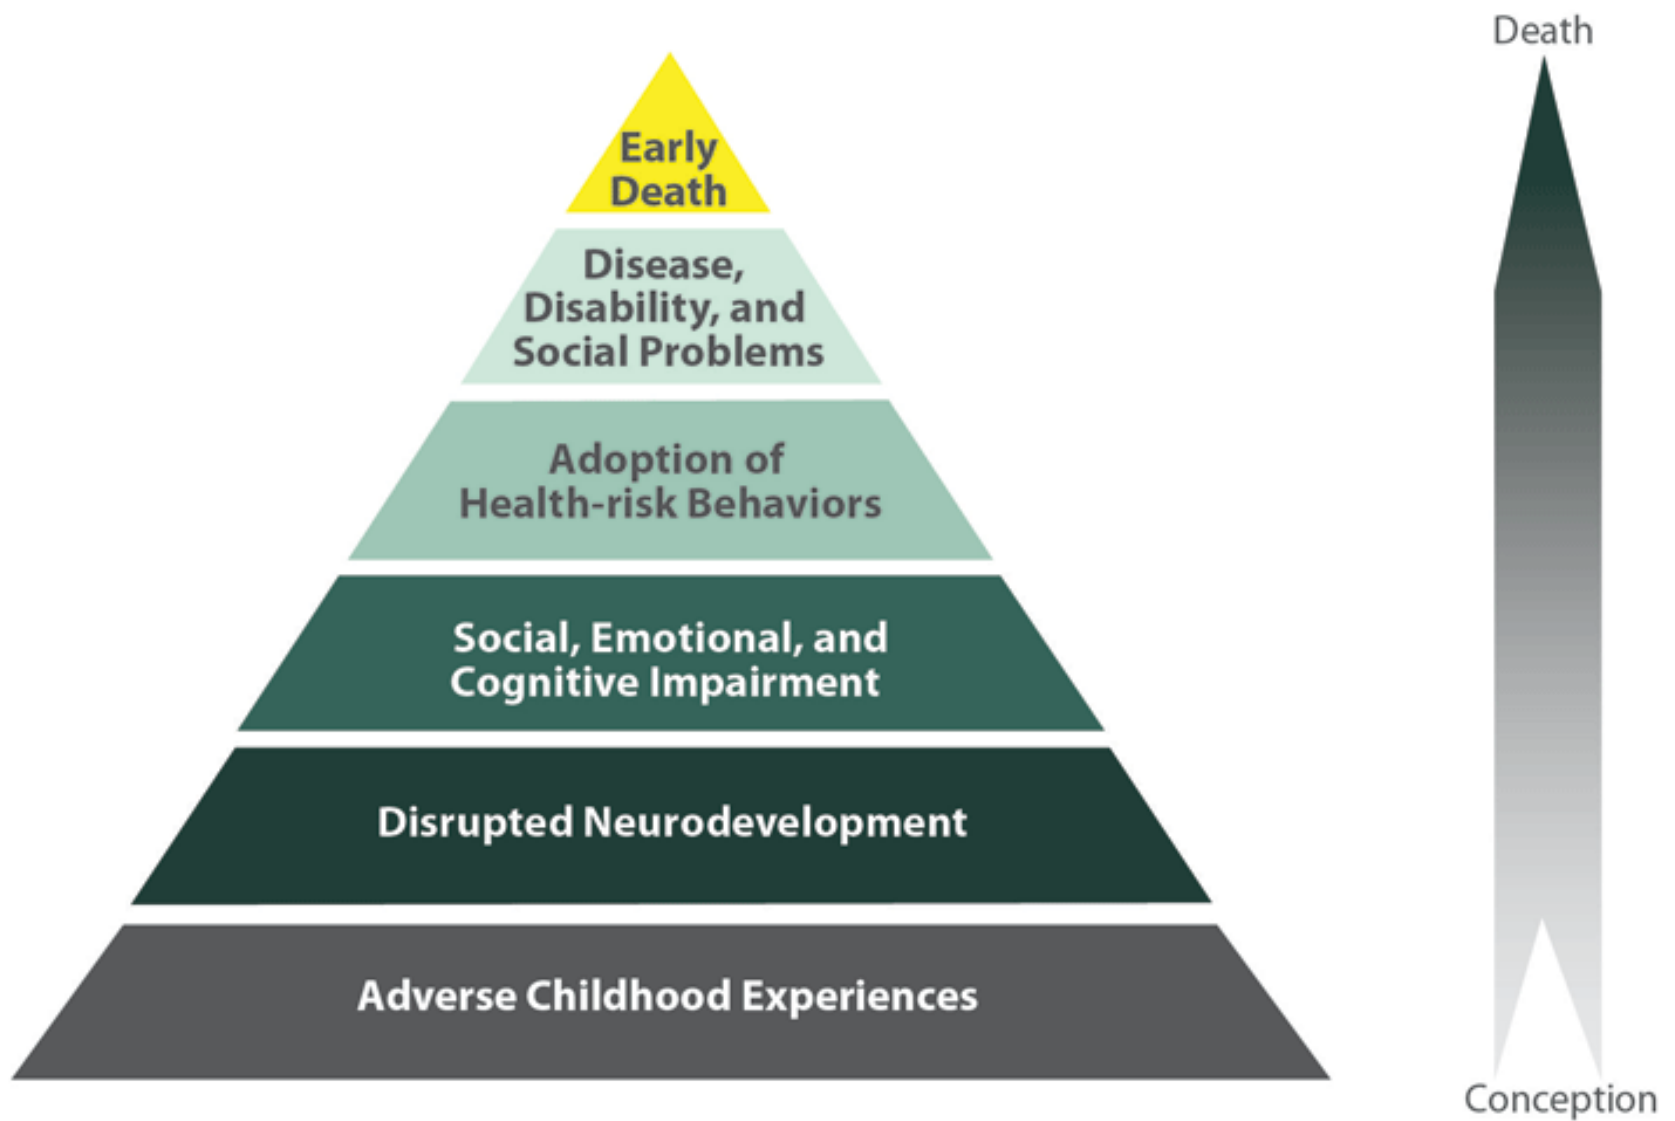 Death
Early
Death
Disease,
Disability, and
Social Problems
Adoption of
Health-risk Behaviors
Social, Emotional, and
Cognitive Impairment
Disrupted Neurodevelopment
Adverse Childhood Experiences
Conception